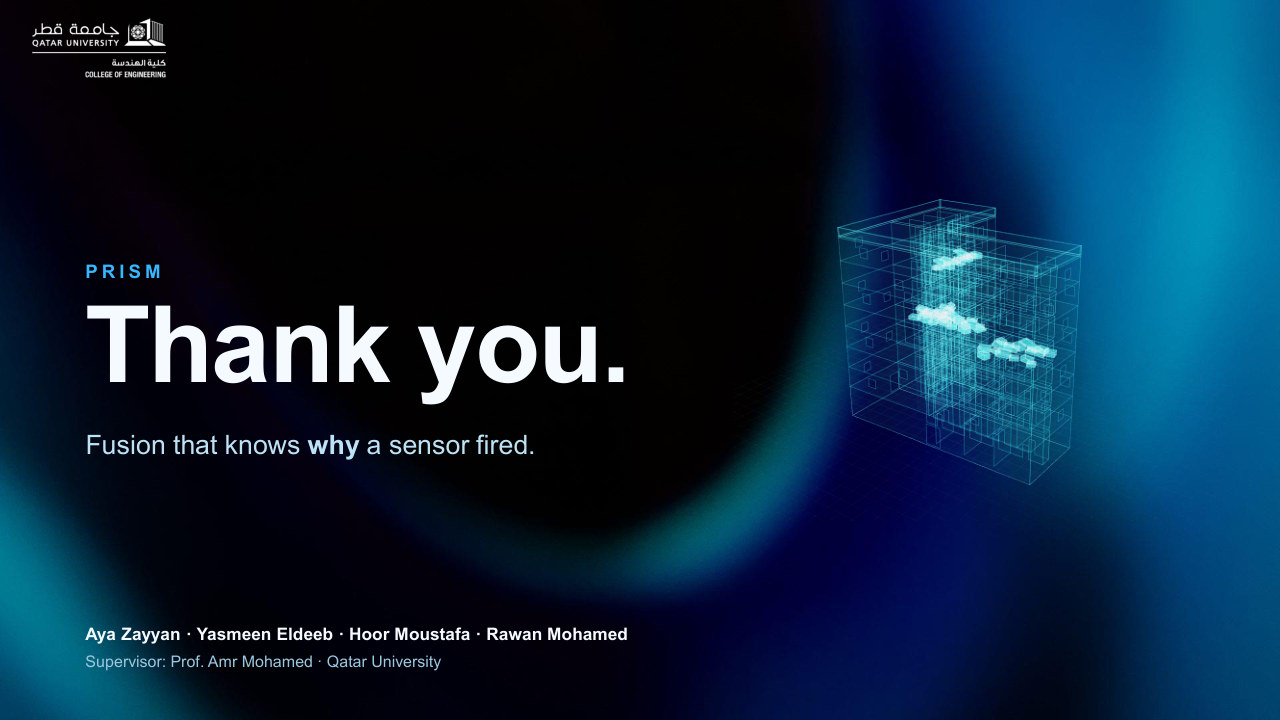 جامعة قطر
QATAR UNIVERSITY
كلية الهندسة
COLLEGE OF ENGINEERING
PRISM
Thank you.
Fusion that knows why a sensor fired.
Aya Zayyan · Yasmeen Eldeeb · Hoor Moustafa · Rawan Mohamed
Supervisor: Prof. Amr Mohamed · Qatar University